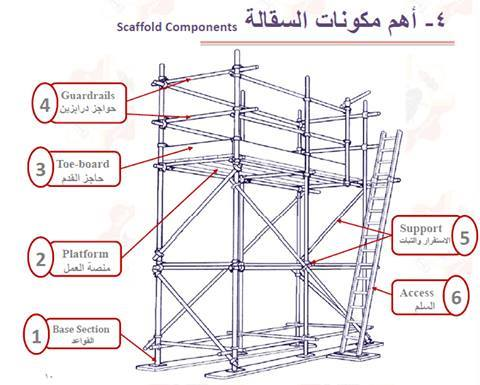 ٤- أهم مكونات السقالة Scaffold Components
4 Guardrails
حواجز درابزين
3 Toe-board
حاجز القدم
2 Platform
منصة العمل
1 Base Section
القواعد
Support 5
الاستقرار والثبات
Access 6
السلم
١٠